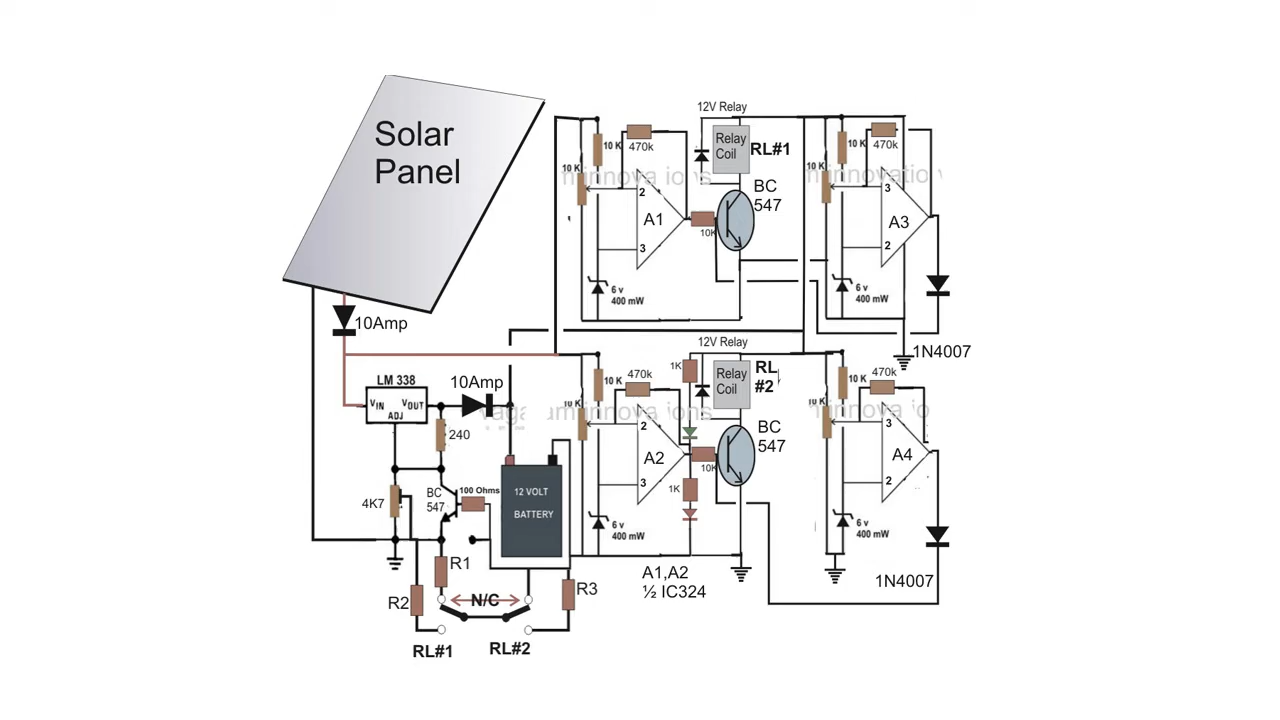 Solar
Panel
10Amp
LM 338
VIN
VOUT
ADJ
10Amp
240
4K7
BC
547
100 Ohms
12 VOLT
BATTERY
R1
R2
R3
N/C
RL#1
RL#2
12V Relay
10 K
10 K
470k
Relay
Coil
RL#1
BC
547
2
A1
3
10K
6 v
400 mW
10 K
10 K
470k
3
A3
2
6 v
400 mW
1N4007
12V Relay
10 K
10 K
470k
1K
Relay
Coil
RL
#2
BC
547
2
A2
3
10K
1K
6 v
400 mW
A1,A2
½ IC324
10 K
10 K
470k
3
A4
2
6 v
400 mW
1N4007